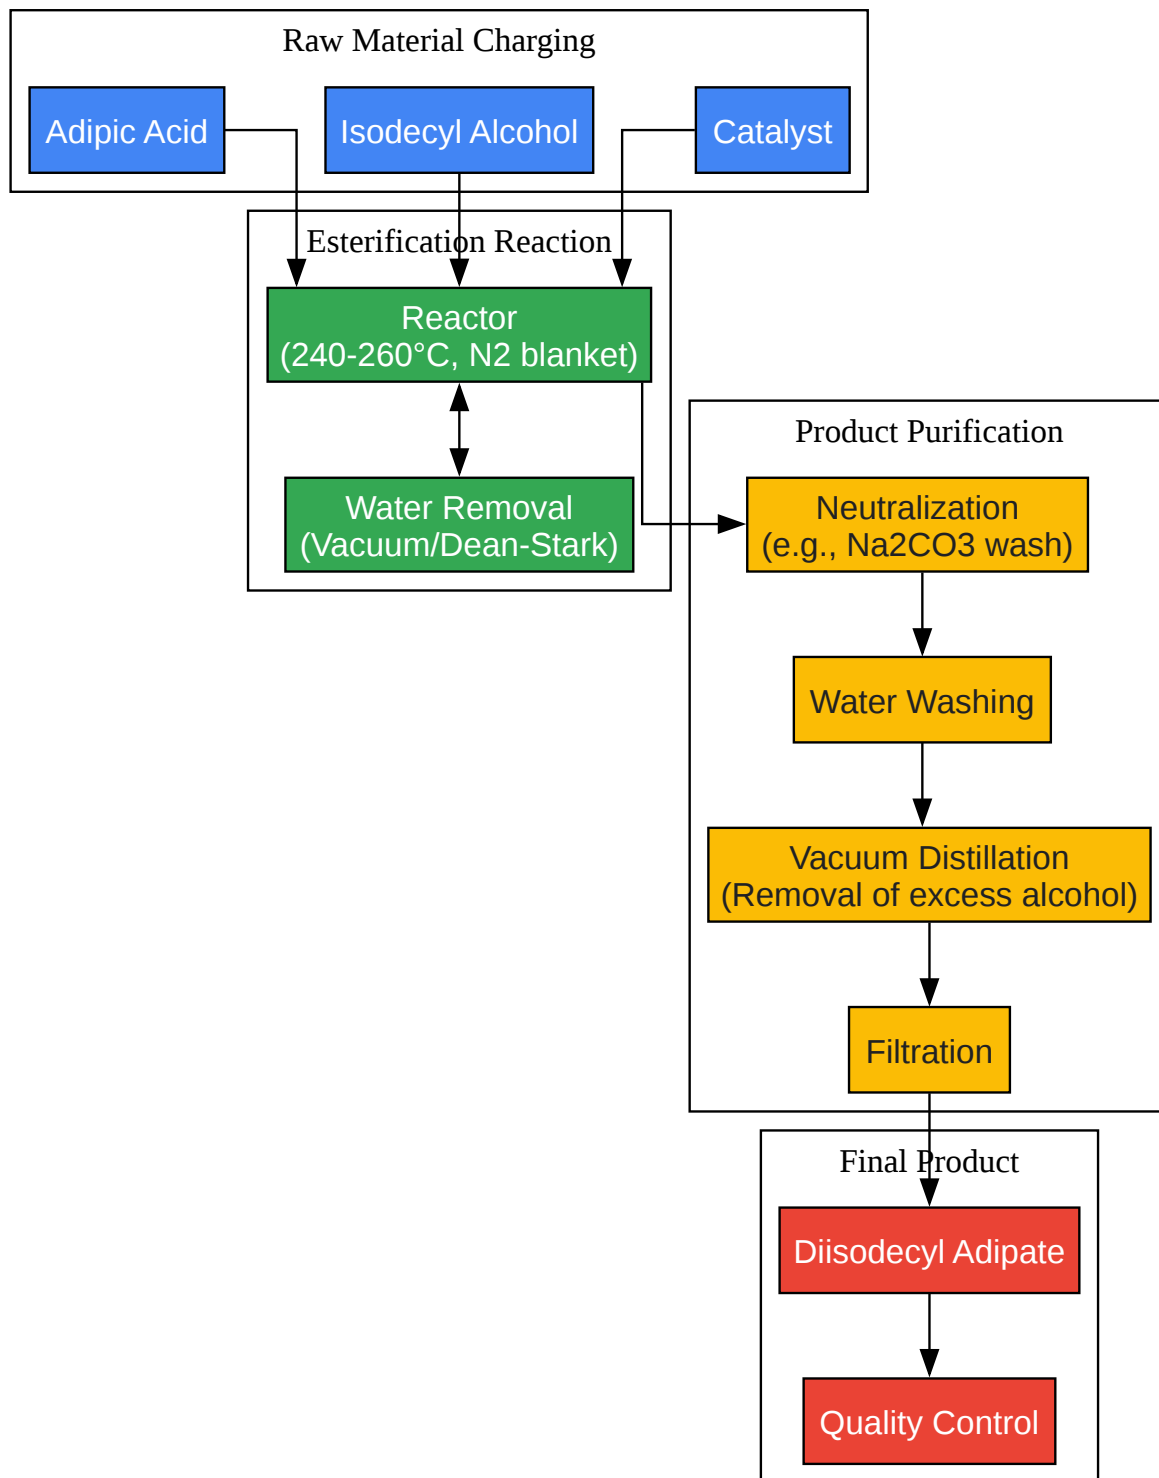 Raw Material Charging
Adipic Acid
Isodecyl Alcohol
Catalyst
Esterification Reaction
Reactor
(240-260°C, N2 blanket)
Water Removal
(Vacuum/Dean-Stark)
Product Purification
Neutralization
(e.g., Na2CO3 wash)
Water Washing
Vacuum Distillation
(Removal of excess alcohol)
Filtration
Final Product
Diisodecyl Adipate
Quality Control